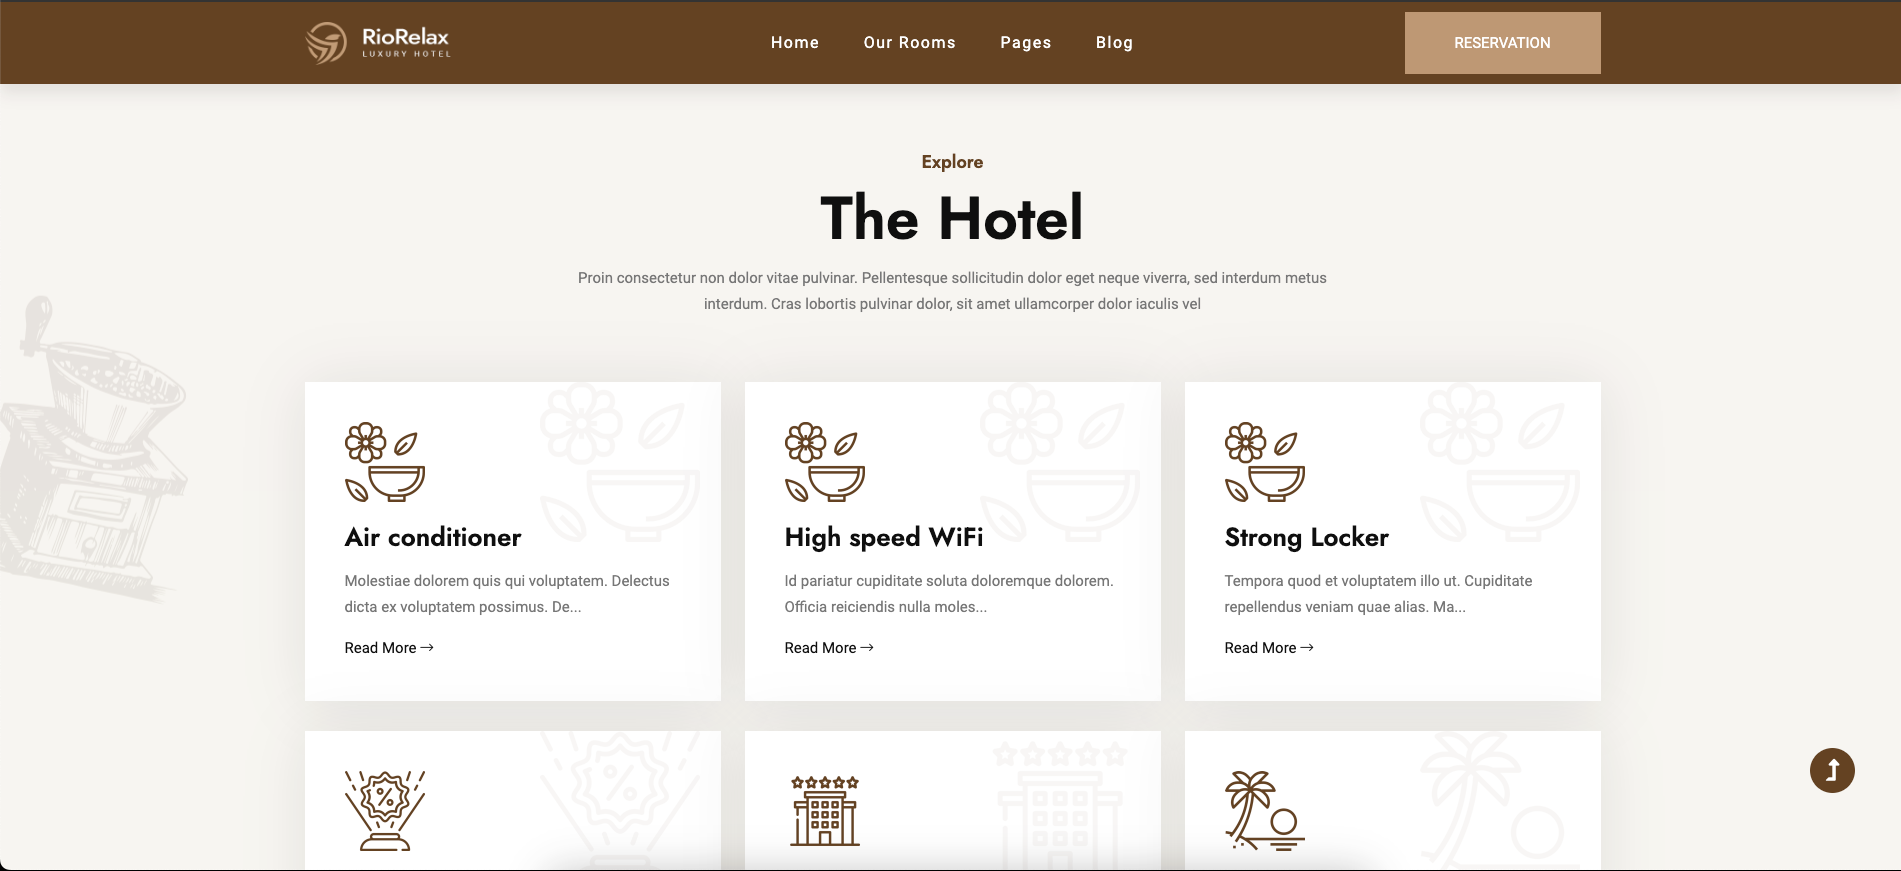 RioRelax
LUXURY HOTEL
Home
Our Rooms
Pages
Blog
RESERVATION
Explore
The Hotel
Proin consectetur non dolor vitae pulvinar. Pellentesque sollicitudin dolor eget neque viverra, sed interdum metus
interdum. Cras lobortis pulvinar dolor, sit amet ullamcorper dolor iaculis vel
Air conditioner
Molestiae dolorem quis qui voluptatem. Delectus
dicta ex voluptatem possimus. De...
Read More →
High speed WiFi
Id pariatur cupiditate soluta doloremque dolorem.
Officia reiciendis nulla moles...
Read More →
Strong Locker
Tempora quod et voluptatem illo ut. Cupiditate
repellendus veniam quae alias. Ma...
Read More →